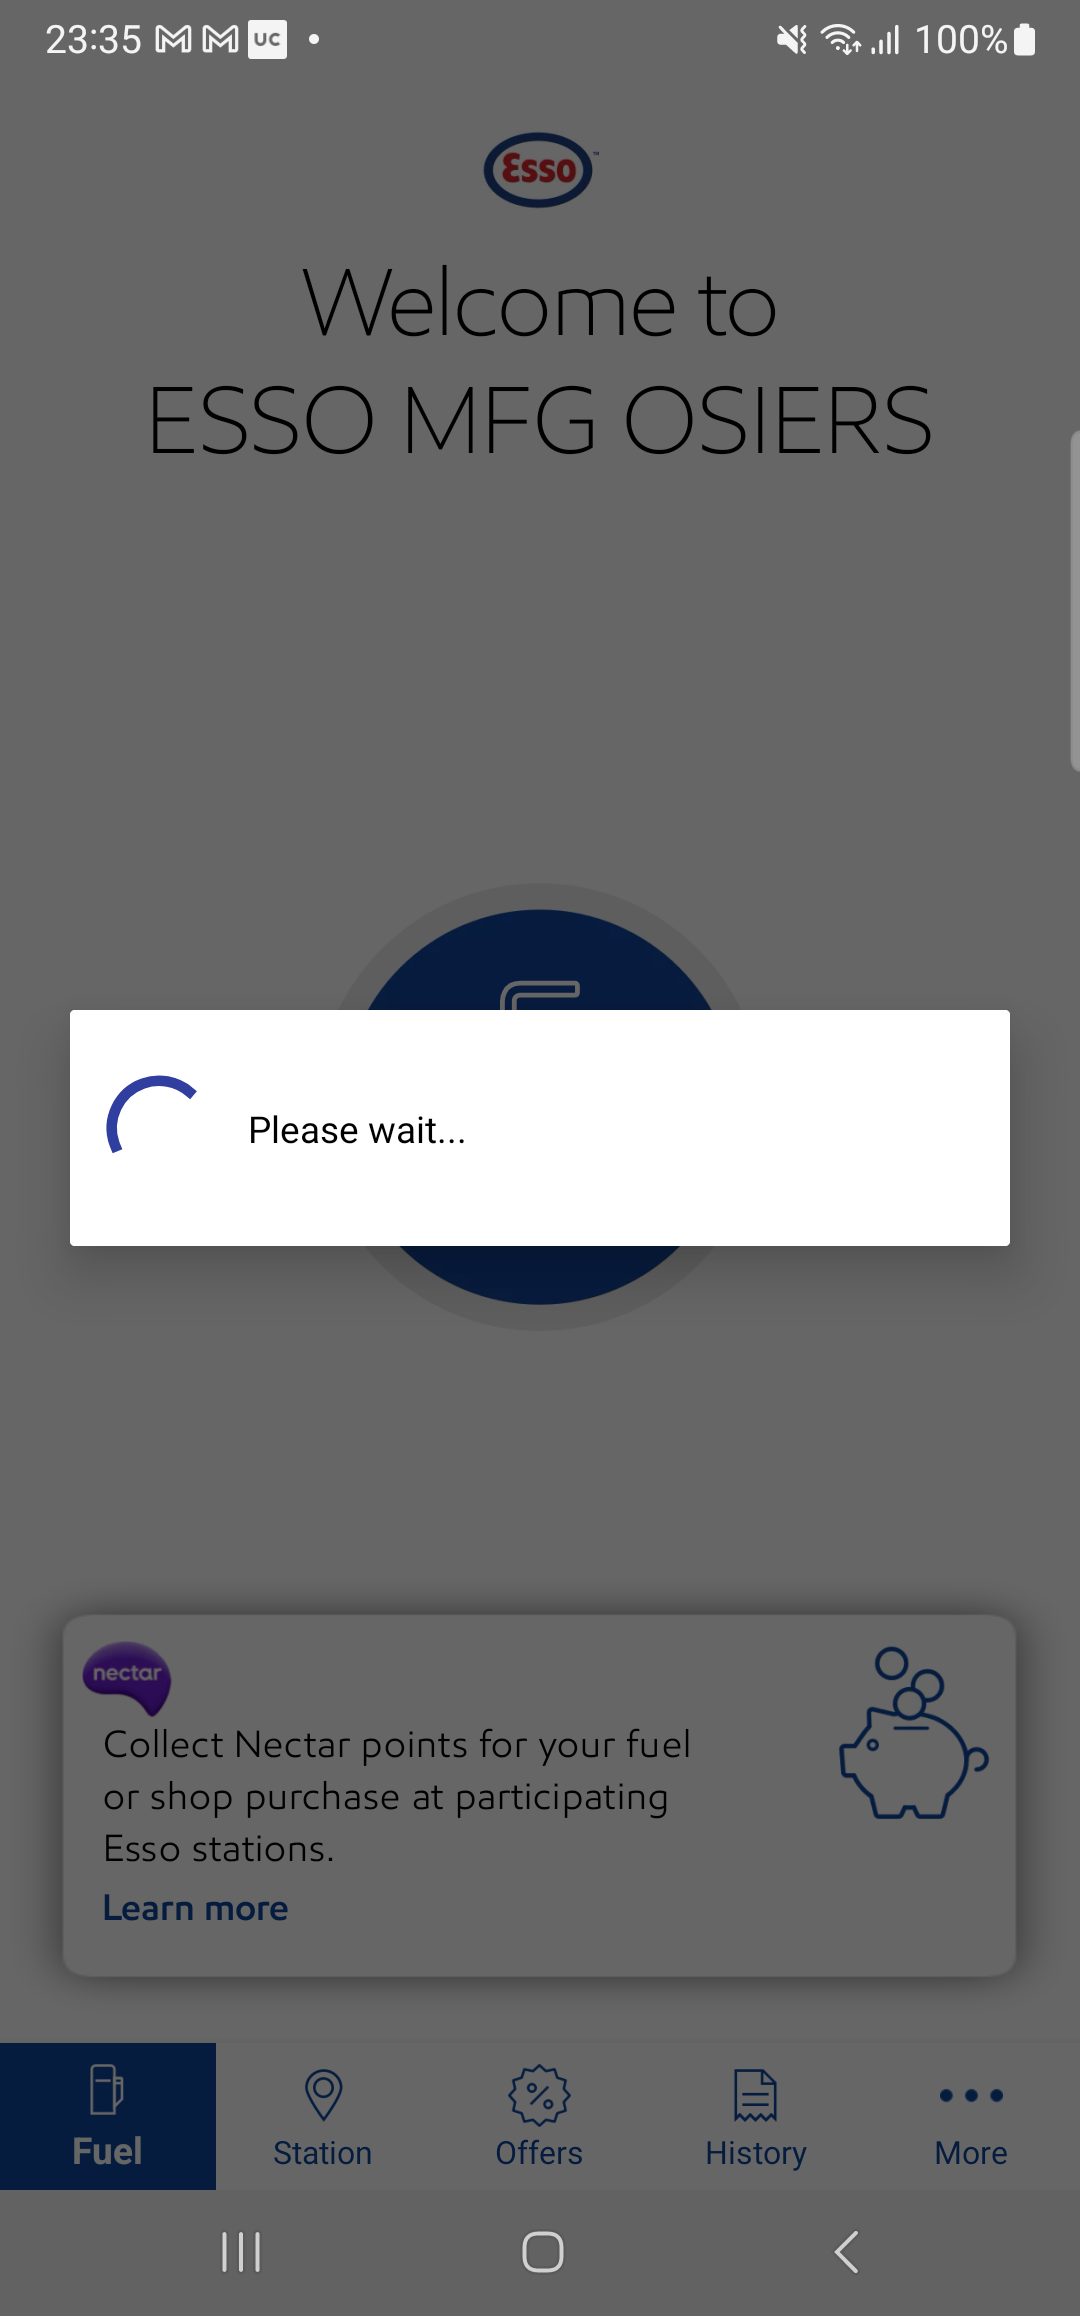 23:35
UC
100%
Esso
Welcome to
ESSO MFG OSIERS
Please wait...
nectar
Collect Nectar points for your fuel
or shop purchase at participating
Esso stations.
Learn more
Fuel
Station
Offers
History
More